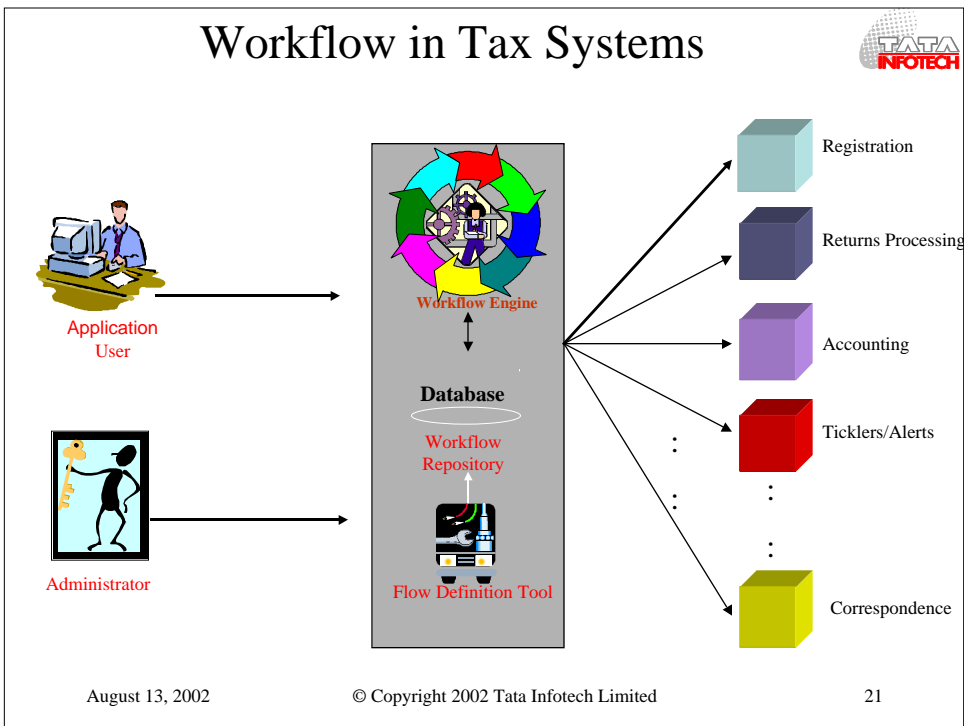 Workflow in Tax Systems
TATA
INFOTECH
Application
User
Administrator
Workflow Engine
Database
Workflow
Repository
Flow Definition Tool
Registration
Returns Processing
Accounting
Ticklers/Alerts
Correspondence
August 13, 2002
© Copyright 2002 Tata Infotech Limited
21